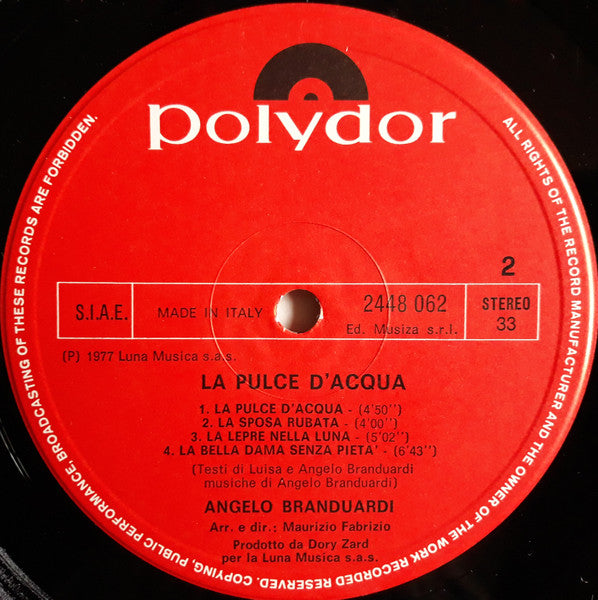 polydor
2
S.I.A.E.
MADE IN ITALY
2448 062
Ed. Musiza s.r.l.
STEREO
33
(P) 1977 Luna Musica s.a.s.
LA PULCE D'ACQUA
1. LA PULCE D'ACQUA - (4'50'')
2. LA SPOSA RUBATA - (4'00'')
3. LA LEPRE NELLA LUNA - (5'02'')
4. LA BELLA DAMA SENZA PIETA' - (6'43'')
(Testi di Luisa e Angelo Branduardi
musiche di Angelo Branduardi)
ANGELO BRANDUARDI
Arr. e dir.: Maurizio Fabrizio
Prodotto da Dory Zard
per la Luna Musica s.a.s.
ALL RIGHTS OF THE RECORD MANUFACTURER AND THE OWNER OF THE WORK RECORDED RESERVED. COPYING, PUBLIC PERFORMANCE, BROADCASTING OF THESE RECORDS ARE FORBIDDEN.